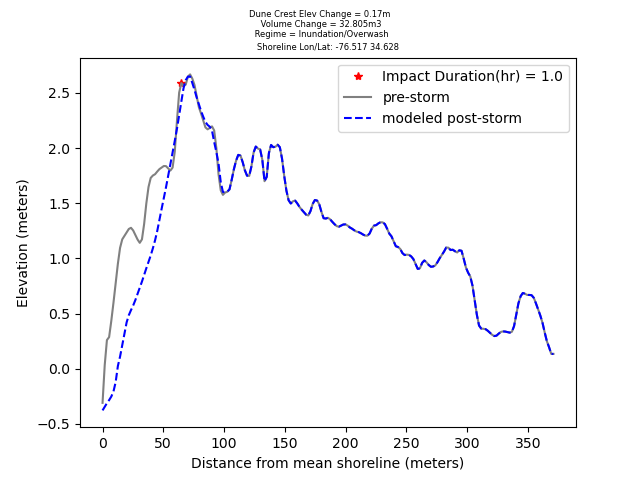 Dune Crest Elev Change = 0.17m
Volume Change = 32.805m3
Regime = Inundation/Overwash
Shoreline Lon/Lat: -76.517 34.628
Impact Duration(hr) = 1.0
pre-storm
modeled post-storm
Elevation (meters)
2.5
2.0
1.5
1.0
0.5
0.0
−0.5
0 50 100 150 200 250 300 350
Distance from mean shoreline (meters)